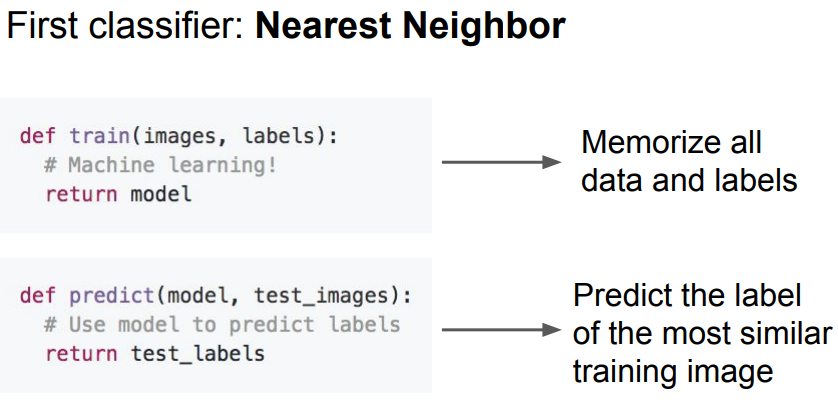 First classifier: Nearest Neighbor
def train(images, labels):
# Machine learning!
return model
Memorize all
data and labels
def predict(model, test_images):
# Use model to predict labels
return test_labels
Predict the label
of the most similar
training image